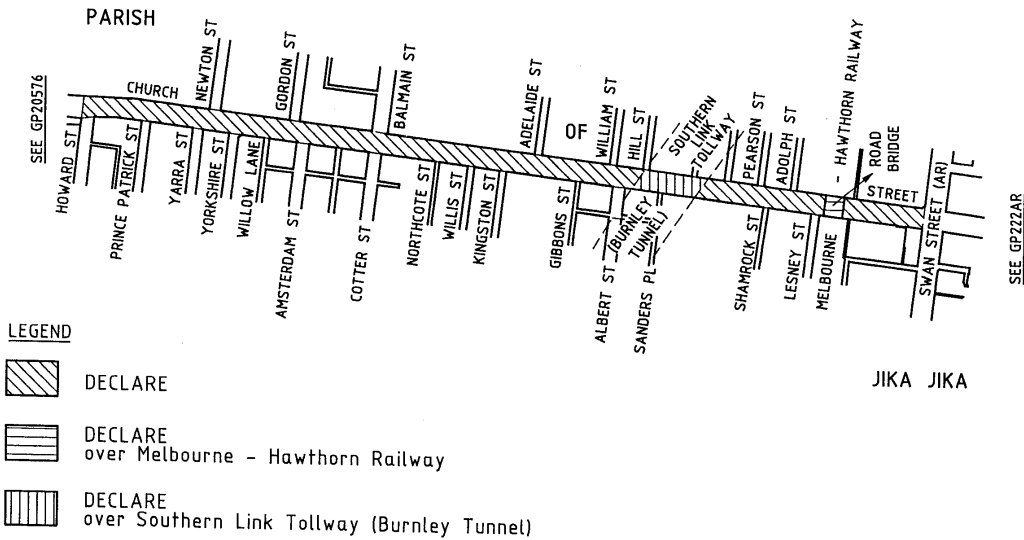 PARISH
SEE GP20576
CHURCH
NEWTON ST
GORDON ST
BALMAIN ST
ADELAIDE ST
OF
WILLIAM ST
HILL ST
SOUTHERN
LINK
TOLLWAY
PEARSON ST
ADOLPH ST
- HAWTHORN RAILWAY
ROAD
BRIDGE
STREET
SWAN STREET (AR)
SEE GP222AR
HOWARD ST
PRINCE PATRICK ST
YARRA ST
YORKSHIRE ST
WILLOW LANE
AMSTERDAM ST
COTTER ST
NORTHCOTE ST
WILLIS ST
KINGSTON ST
GIBBONS ST
ALBERT ST
(BURNLEY
TUNNEL)
SANDERS PL
SHAMROCK ST
LESNEY ST
MELBOURNE
JIKA JIKA
LEGEND
DECLARE
DECLARE
over Melbourne - Hawthorn Railway
DECLARE
over Southern Link Tollway (Burnley Tunnel)